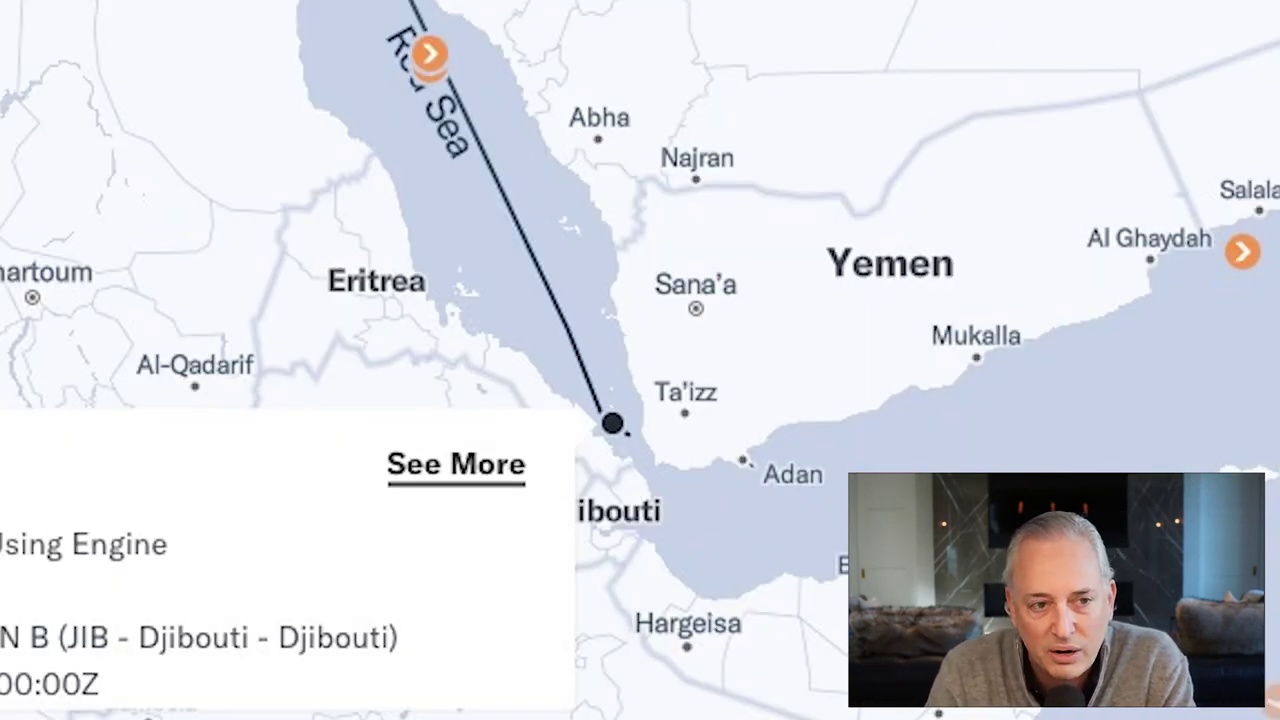 Red Sea
Abha
Najran
Salala
Al Ghaydah
Yemen
hartoum
Eritrea
Sana'a
Mukalla
Al-Qadarif
Ta'izz
See More
Adan
ibouti
Using Engine
Hargeisa
N B (JIB - Djibouti - Djibouti)
00:00Z